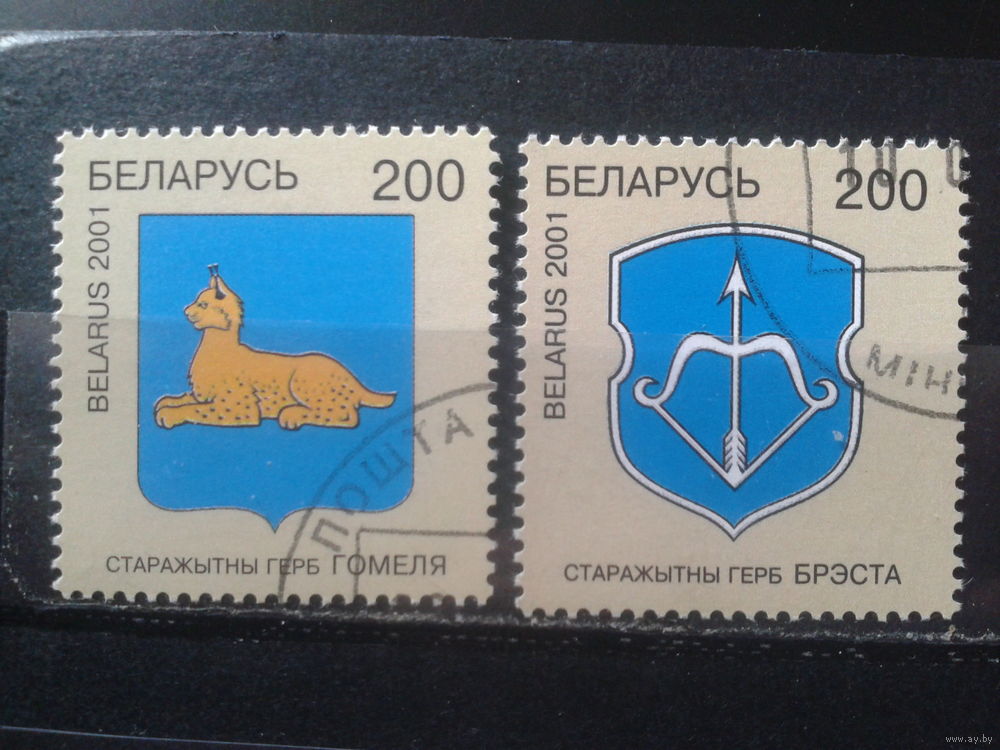 БЕЛАРУСЬ 200
BELARUS 2001
ПОШТА
СТАРАЖЫТНЫ ГЕРБ ГОМЕЛЯ
БЕЛАРУСЬ 200
BELARUS 2001
СТАРАЖЫТНЫ ГЕРБ БРЭСТА
www.ay.by